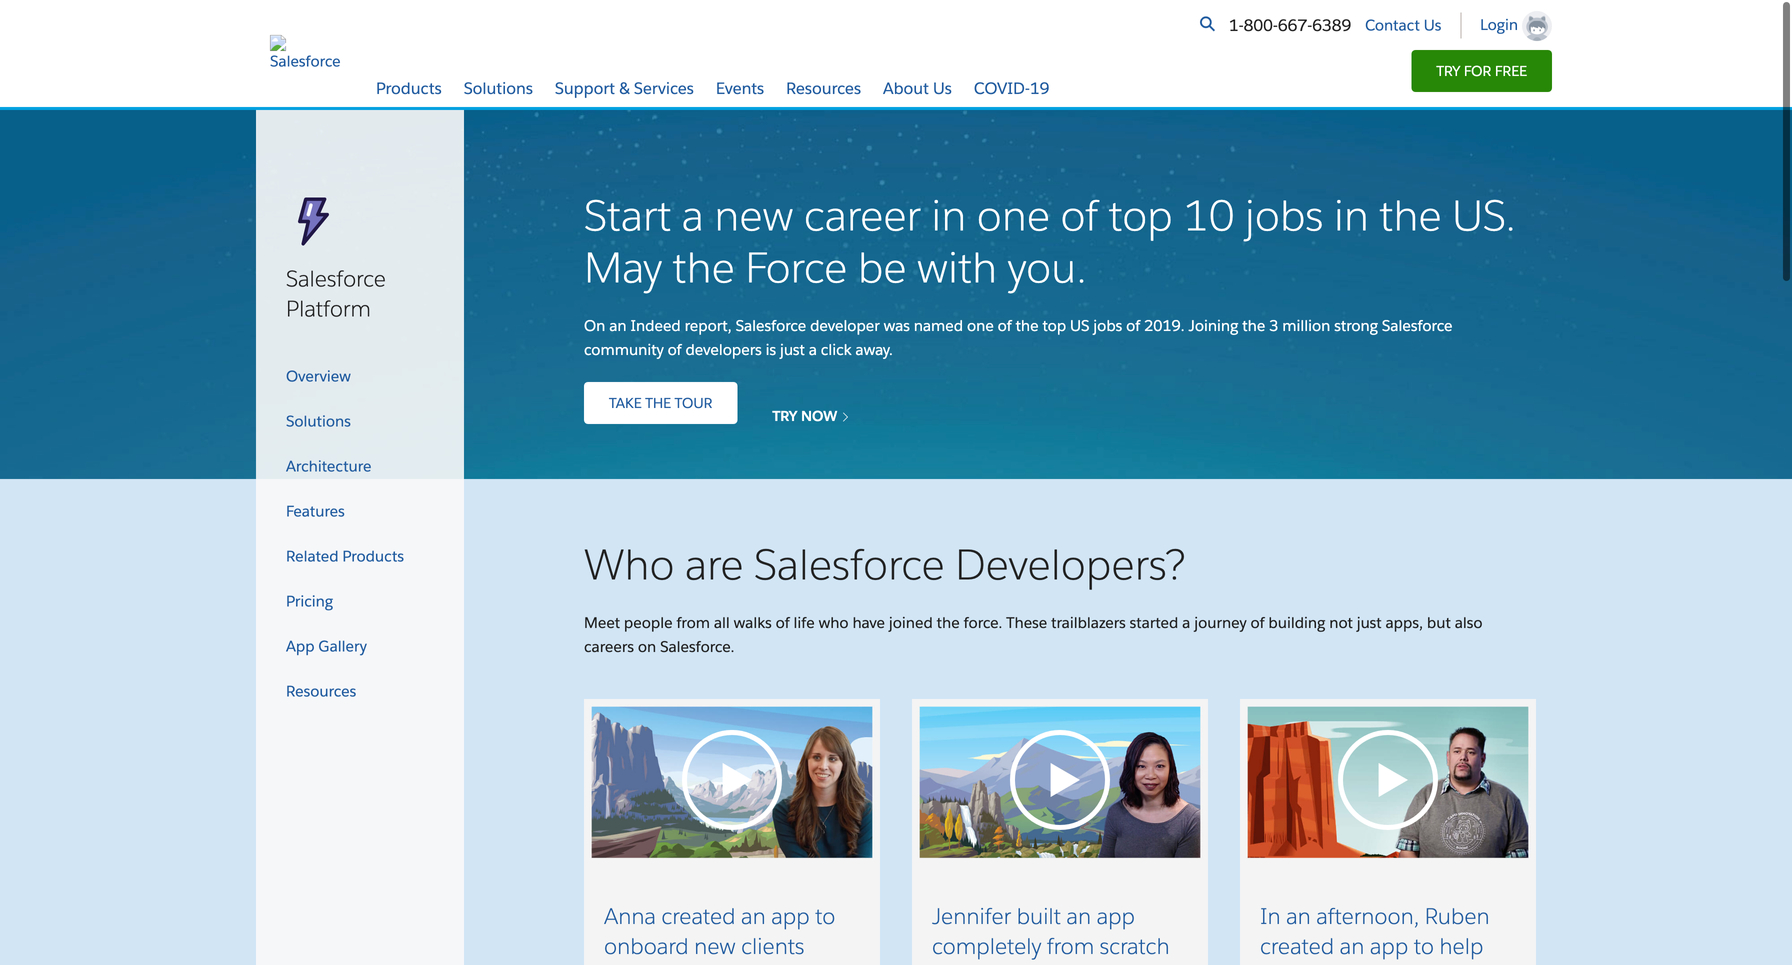 1-800-667-6389 Contact Us Login
Salesforce
Products Solutions Support & Services Events Resources About Us COVID-19
TRY FOR FREE
Salesforce
Platform
Overview
Solutions
Architecture
Features
Related Products
Pricing
App Gallery
Resources
Start a new career in one of top 10 jobs in the US.
May the Force be with you.
On an Indeed report, Salesforce developer was named one of the top US jobs of 2019. Joining the 3 million strong Salesforce
community of developers is just a click away.
TAKE THE TOUR
TRY NOW
Who are Salesforce Developers?
Meet people from all walks of life who have joined the force. These trailblazers started a journey of building not just apps, but also
careers on Salesforce.
Anna created an app to
onboard new clients
Jennifer built an app
completely from scratch
In an afternoon, Ruben
created an app to help